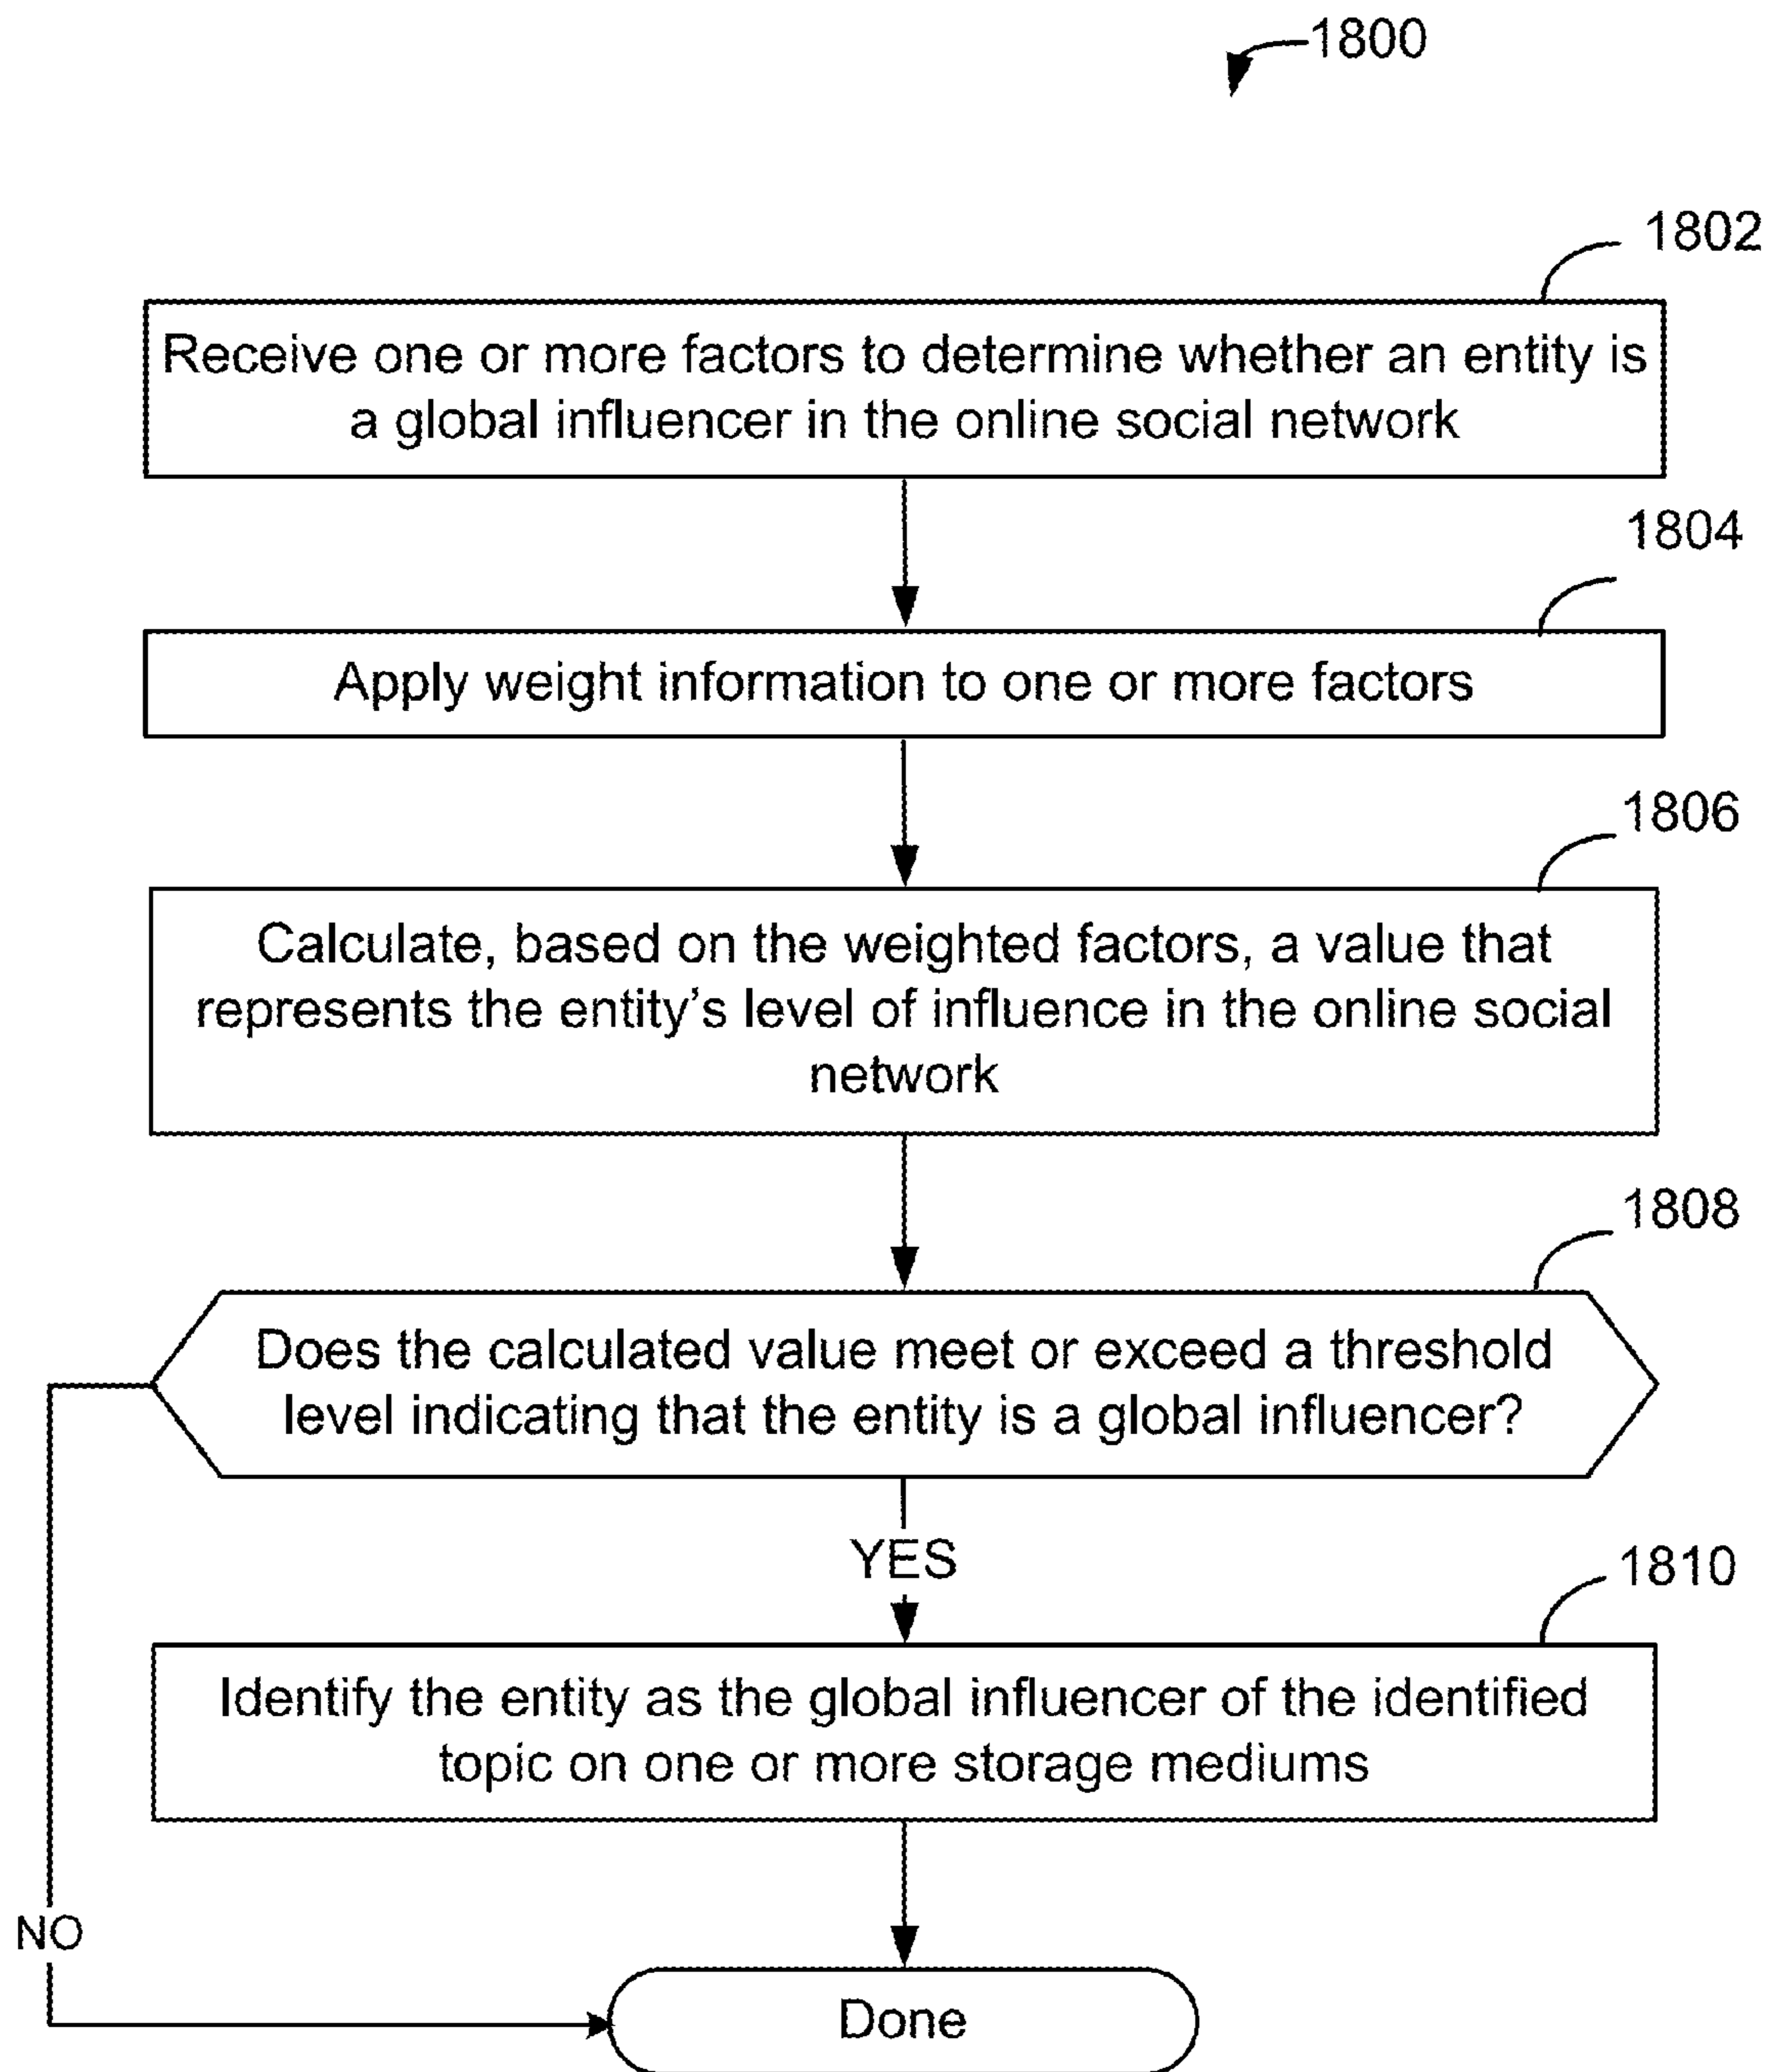 1800
1802
Receive one or more factors to determine whether an entity is
a global influencer in the online social network
1804
Apply weight information to one or more factors
1806
Calculate, based on the weighted factors, a value that
represents the entity's level of influence in the online social
network
1808
Does the calculated value meet or exceed a threshold
level indicating that the entity is a global influencer?
YES
1810
Identify the entity as the global influencer of the identified
topic on one or more storage mediums
NO
Done